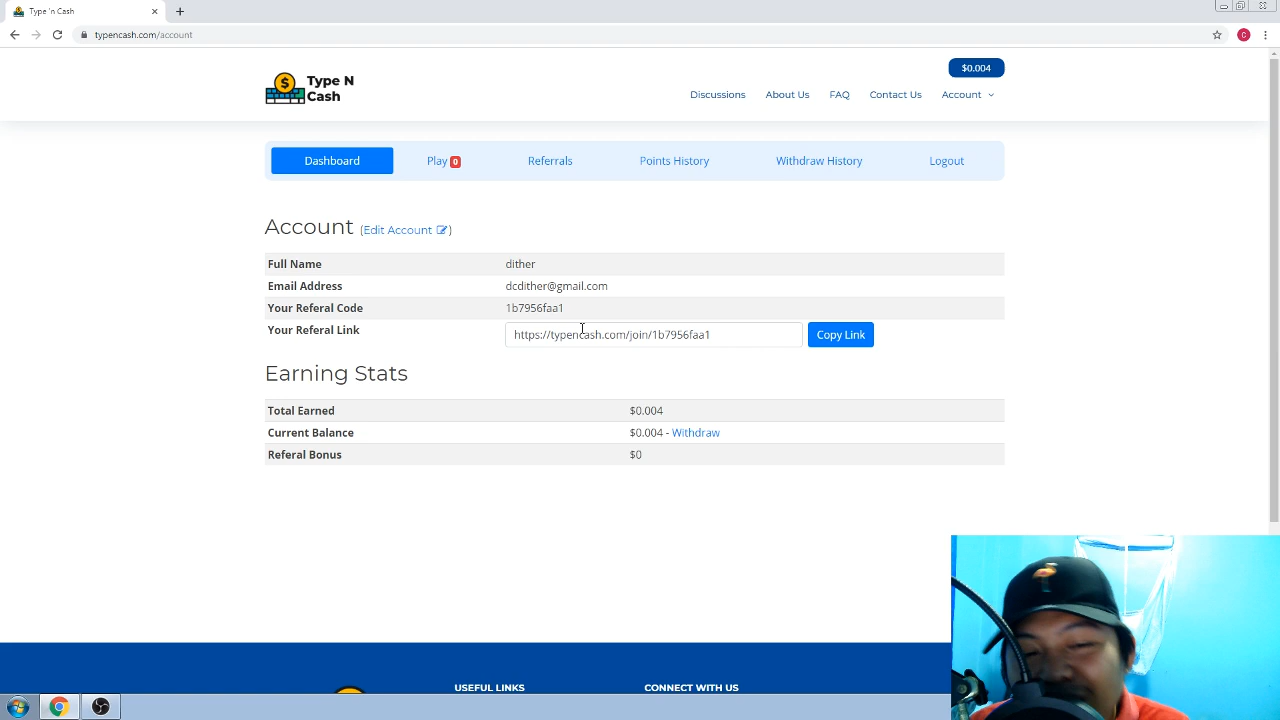 Type 'n Cash
typencash.com/account
C
$0.004
Type N
Cash
Discussions
About Us
FAQ
Contact Us
Account
Dashboard
Play 0
Referrals
Points History
Withdraw History
Logout
Account (Edit Account)
Full Name dither
Email Address dcdither@gmail.com
Your Referal Code 1b7956faa1
Your Referal Link https://typencash.com/join/1b7956faa1 Copy Link
Earning Stats
Total Earned $0.004
Current Balance $0.004 - Withdraw
Referal Bonus $0
USEFUL LINKS
CONNECT WITH US